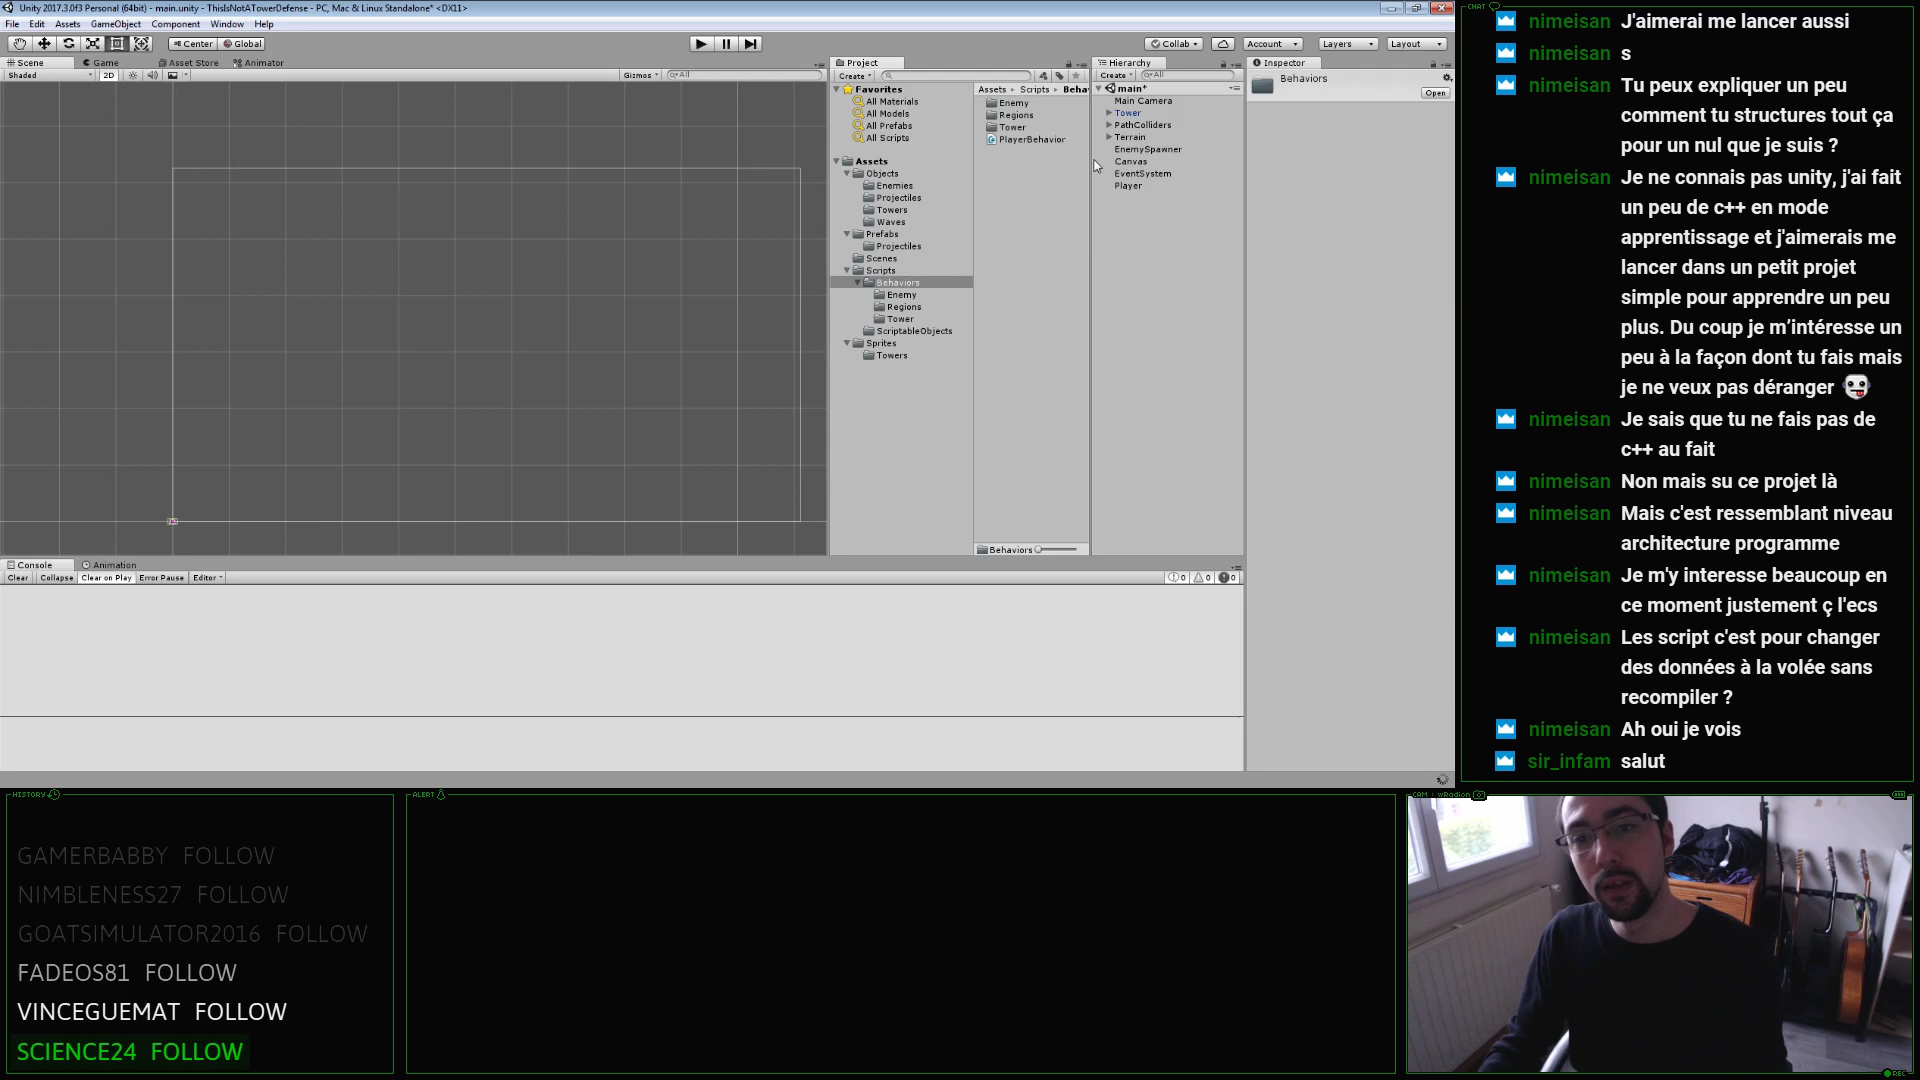 Unity 2017.3.0f3 Personal (64bit) - main.unity - ThisIsNotATowerDefense - PC, Mac & Linux Standalone* <DX11>
File Edit Assets GameObject Component Window Help
Center Global
Collab Account Layers Layout
Scene Game Asset Store Animator
Shaded 2D Gizmos All
Project
Create
Favorites
All Materials
All Models
All Prefabs
All Scripts
Assets
Objects
Enemies
Projectiles
Towers
Waves
Prefabs
Projectiles
Scenes
Scripts
Behaviors
Enemy
Regions
Tower
ScriptableObjects
Sprites
Towers
Assets Scripts Behav
Enemy
Regions
Tower
PlayerBehavior
Behaviors
Hierarchy
Create All
main*
Main Camera
Tower
PathColliders
Terrain
EnemySpawner
Canvas
EventSystem
Player
Inspector
Behaviors
Open
Console Animation
Clear Collapse Clear on Play Error Pause Editor
0 0 0
CHAT
nimeisan J'aimerai me lancer aussi
nimeisan s
nimeisan Tu peux expliquer un peu
comment tu structures tout ça
pour un nul que je suis ?
nimeisan Je ne connais pas unity, j'ai fait
un peu de c++ en mode
apprentissage et j'aimerais me
lancer dans un petit projet
simple pour apprendre un peu
plus. Du coup je m’intéresse un
peu à la façon dont tu fais mais
je ne veux pas déranger
nimeisan Je sais que tu ne fais pas de
c++ au fait
nimeisan Non mais su ce projet là
nimeisan Mais c'est ressemblant niveau
architecture programme
nimeisan Je m'y interesse beaucoup en
ce moment justement ç l'ecs
nimeisan Les script c'est pour changer
des données à la volée sans
recompiler ?
nimeisan Ah oui je vois
sir_infam salut
HISTORY
GAMERBABBY FOLLOW
NIMBLENESS27 FOLLOW
GOATSIMULATOR2016 FOLLOW
FADEOS81 FOLLOW
VINCEGUEMAT FOLLOW
SCIENCE24 FOLLOW
ALERT
CAM : wRadion
REC